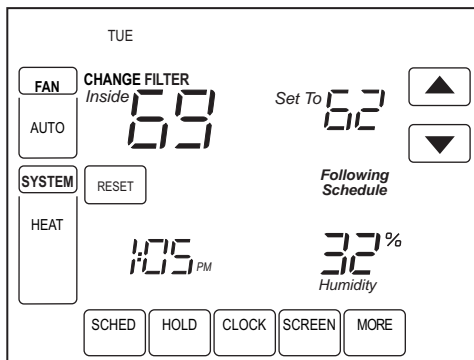 TUE
FAN
AUTO
CHANGE FILTER
Inside 69
Set To 62
SYSTEM
HEAT
RESET
Following
Schedule
1:05 PM
32%
Humidity
SCHED HOLD CLOCK SCREEN MORE